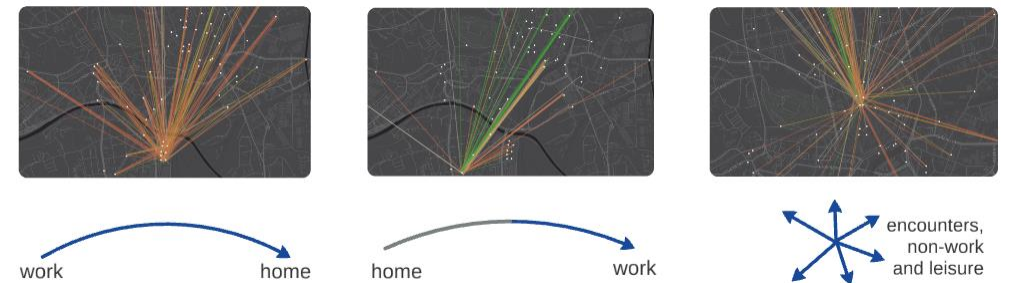 work
home
home
work
encounters,
non-work
and leisure